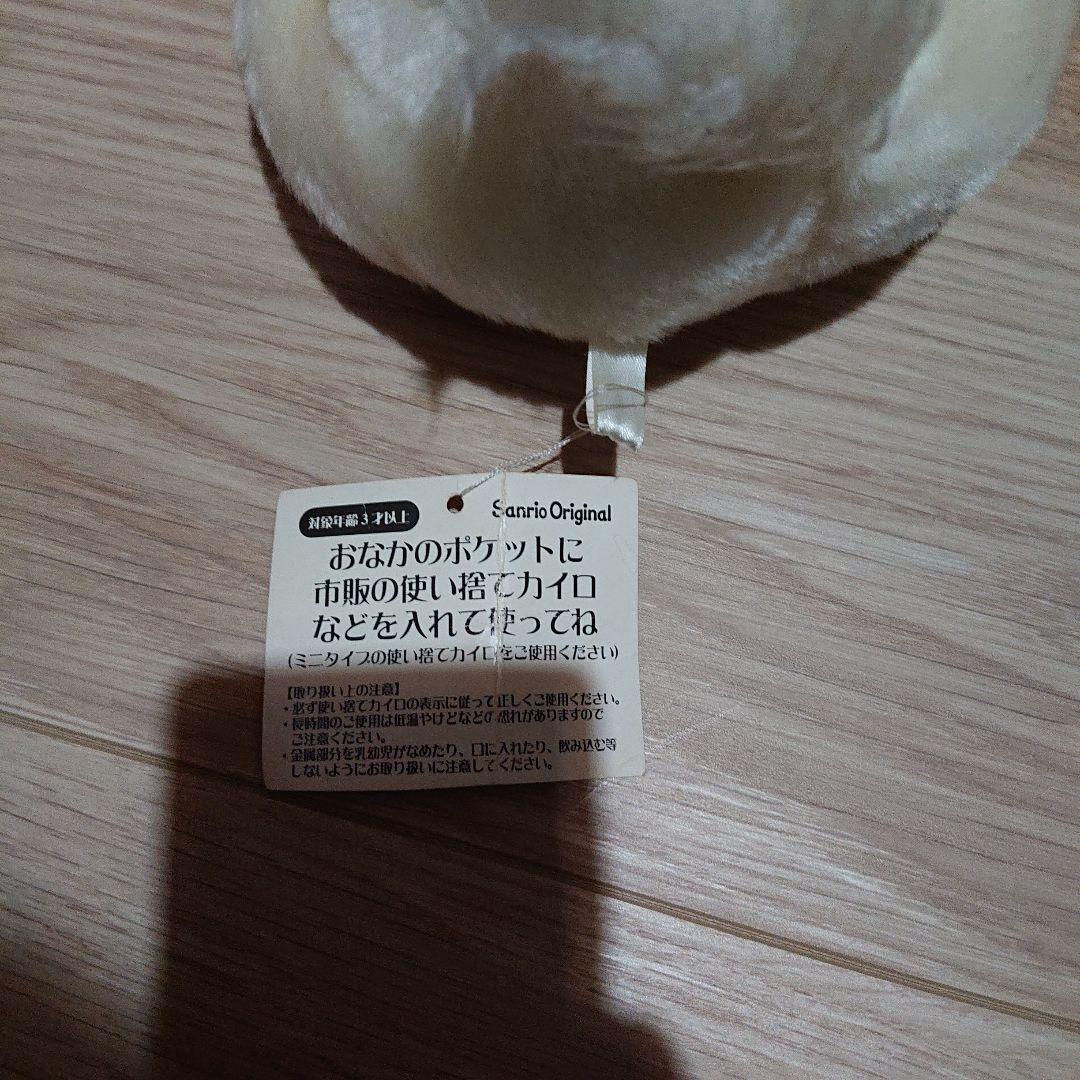 対象年齢3才以上
Sanrio Original
おなかのポケットに
市販の使い捨てカイロ
などを入れて使ってね
(ミニタイプの使い捨てカイロをご使用ください)
【取り扱い上の注意】
・必ず使い捨てカイロの表示に従って正しくご使用ください。
・長時間のご使用は低温やけどなどの恐れがありますので
ご注意ください。
・金属部分を乳幼児がなめたり、口に入れたり、飲み込む等
しないようにお取り扱いに注意してください。